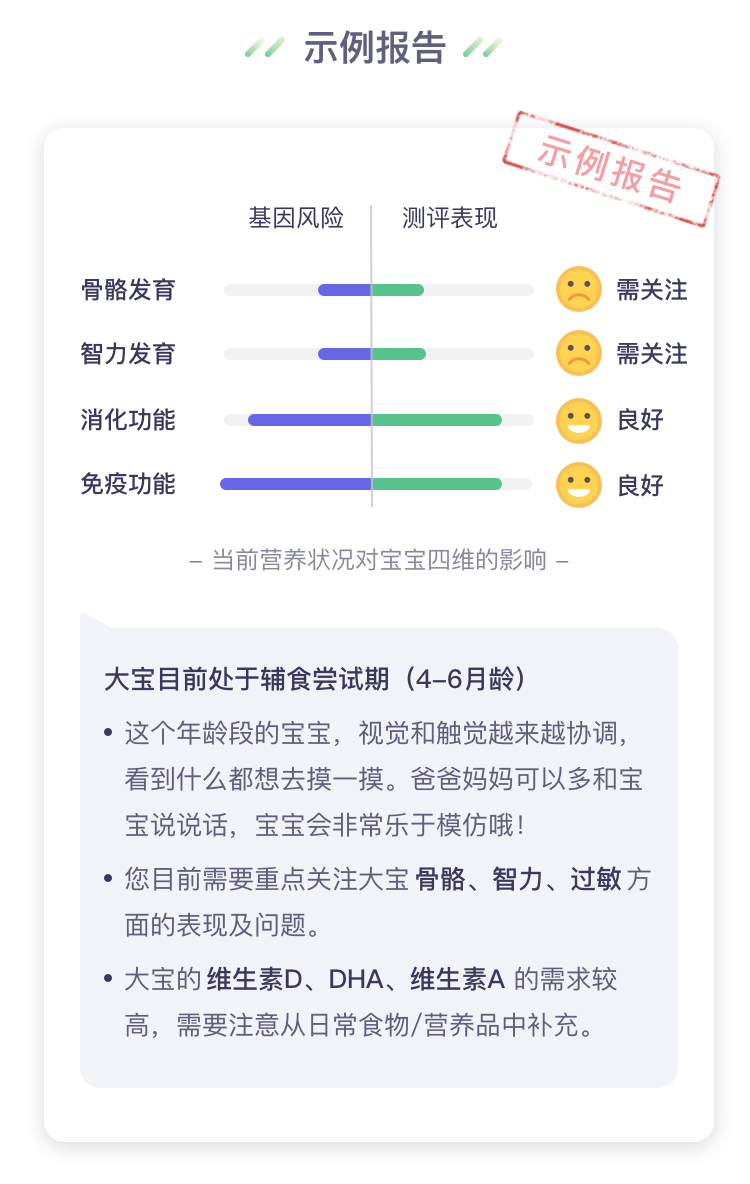 示例报告
示例报告
基因风险 测评表现
骨骼发育 需关注
智力发育 需关注
消化功能 良好
免疫功能 良好
– 当前营养状况对宝宝四维的影响 –
大宝目前处于辅食尝试期（4–6月龄）
• 这个年龄段的宝宝，视觉和触觉越来越协调，
看到什么都想去摸一摸。爸爸妈妈可以多和宝
宝说说话，宝宝会非常乐于模仿哦！
• 您目前需要重点关注大宝 骨骼、智力、过敏 方
面的表现及问题。
• 大宝的 维生素D、DHA、维生素A 的需求较
高，需要注意从日常食物/营养品中补充。